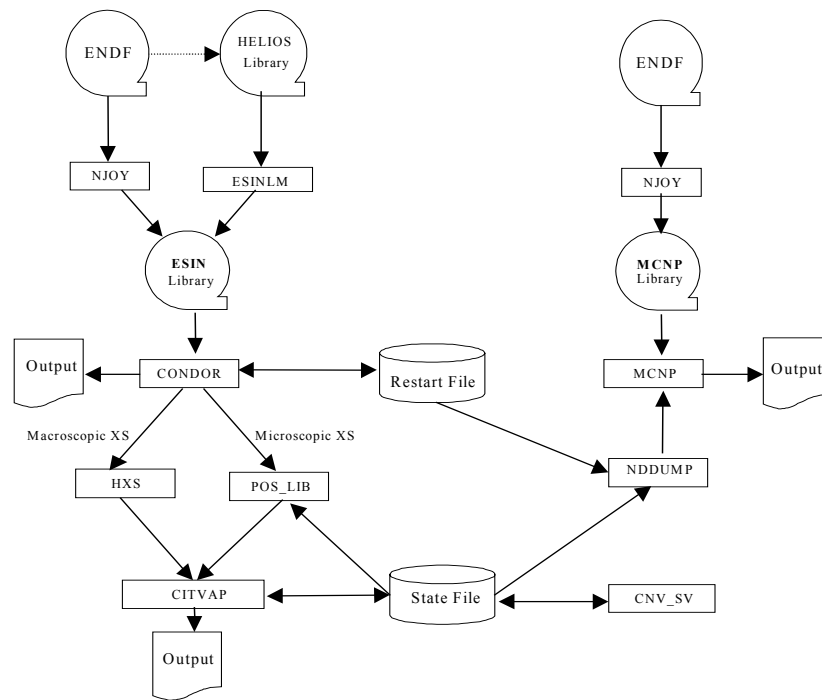 ENDF
HELIOS
Library
ENDF
NJOY
ESINLM
NJOY
ESIN
Library
MCNP
Library
Output
CONDOR
Restart File
MCNP
Output
Macroscopic XS
Microscopic XS
HXS
POS_LIB
NDDUMP
CITVAP
State File
CNV_SV
Output